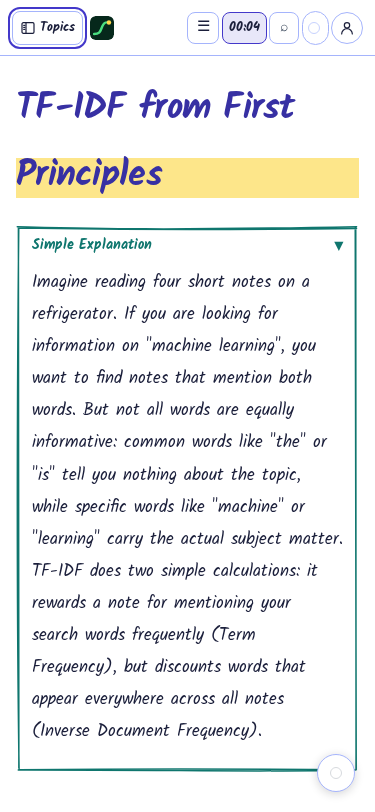 Topics
00:04
TF-IDF from First
Principles
Simple Explanation
Imagine reading four short notes on a
refrigerator. If you are looking for
information on "machine learning", you
want to find notes that mention both
words. But not all words are equally
informative: common words like "the" or
"is" tell you nothing about the topic,
while specific words like "machine" or
"learning" carry the actual subject matter.
TF-IDF does two simple calculations: it
rewards a note for mentioning your
search words frequently (Term
Frequency), but discounts words that
appear everywhere across all notes
(Inverse Document Frequency).